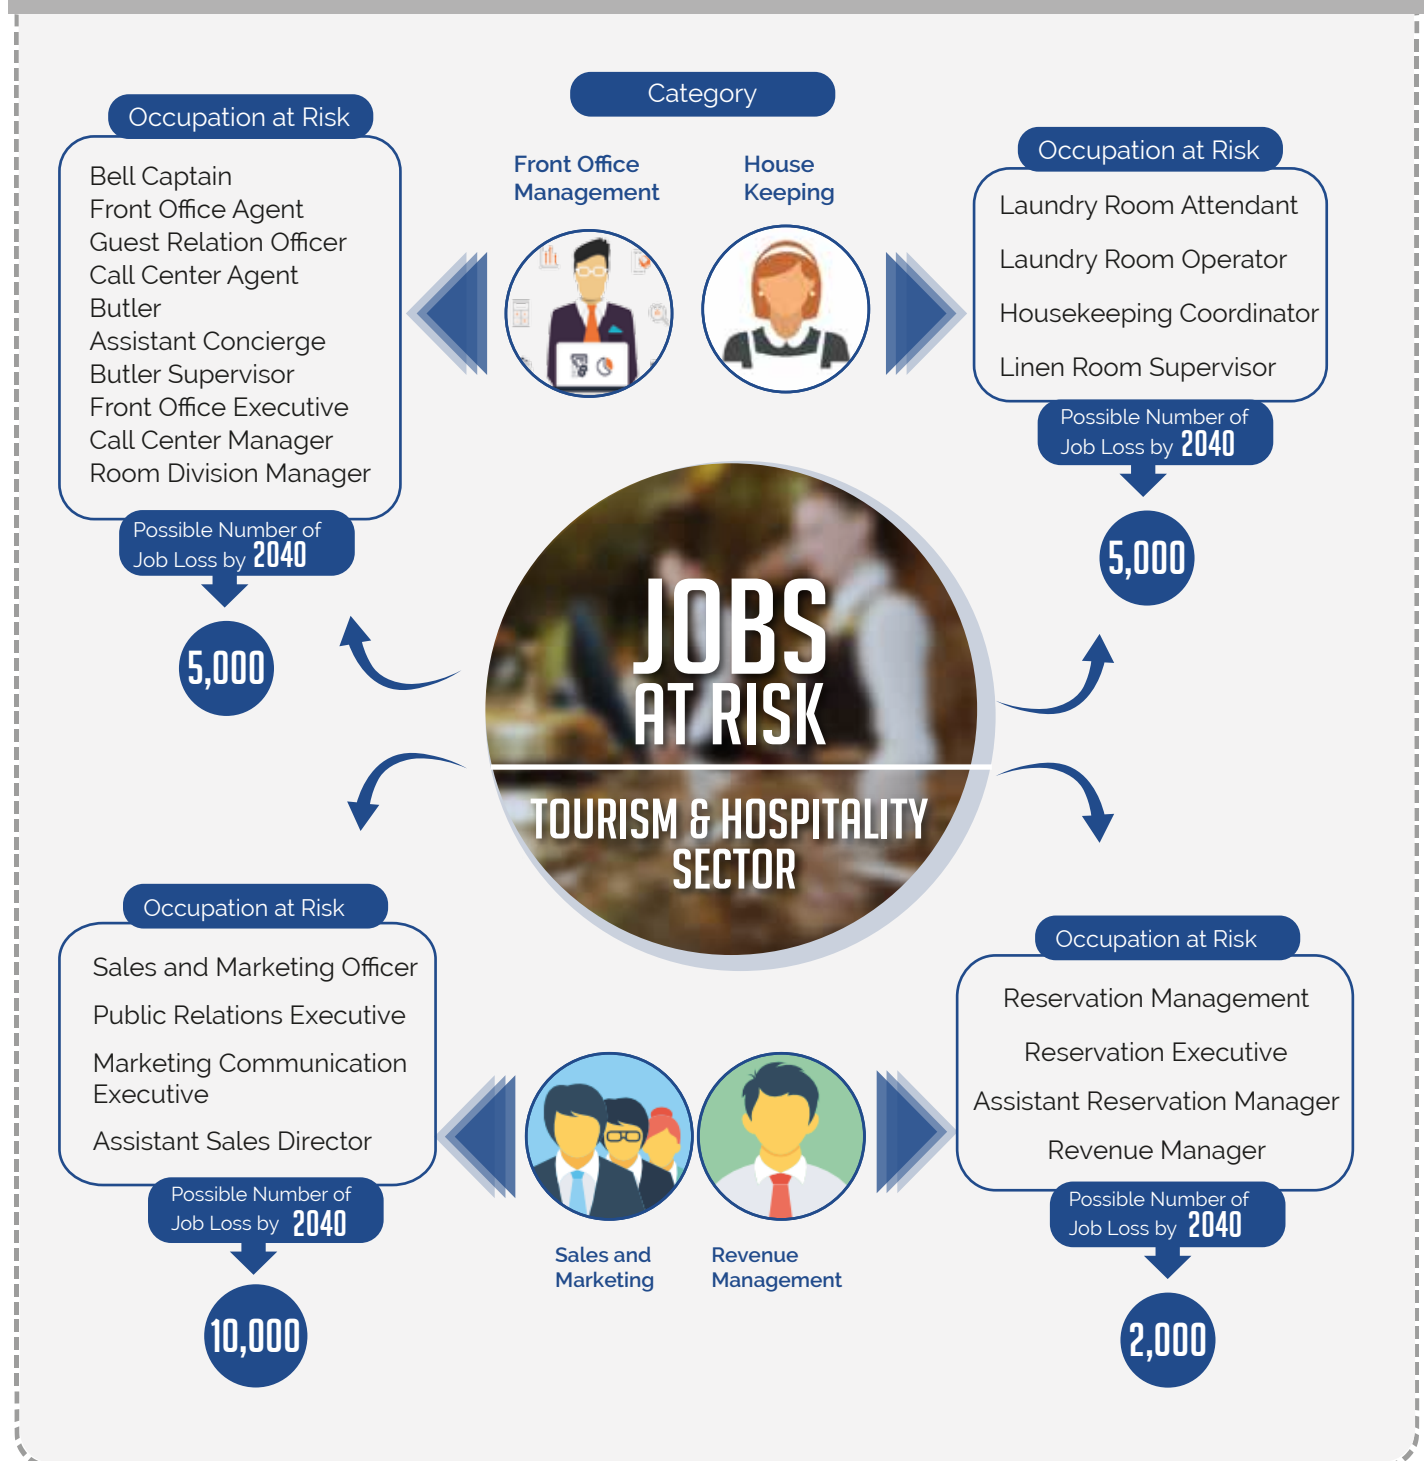 Category
Occupation at Risk
Bell Captain
Front Office Agent
Guest Relation Officer
Call Center Agent
Butler
Assistant Concierge
Butler Supervisor
Front Office Executive
Call Center Manager
Room Division Manager
Possible Number of
Job Loss by 2040
5,000
Front Office
Management
House
Keeping
Occupation at Risk
Laundry Room Attendant
Laundry Room Operator
Housekeeping Coordinator
Linen Room Supervisor
Possible Number of
Job Loss by 2040
5,000
JOBS
AT RISK
TOURISM & HOSPITALITY
SECTOR
Occupation at Risk
Sales and Marketing Officer
Public Relations Executive
Marketing Communication
Executive
Assistant Sales Director
Possible Number of
Job Loss by 2040
10,000
Sales and
Marketing
Revenue
Management
Occupation at Risk
Reservation Management
Reservation Executive
Assistant Reservation Manager
Revenue Manager
Possible Number of
Job Loss by 2040
2,000